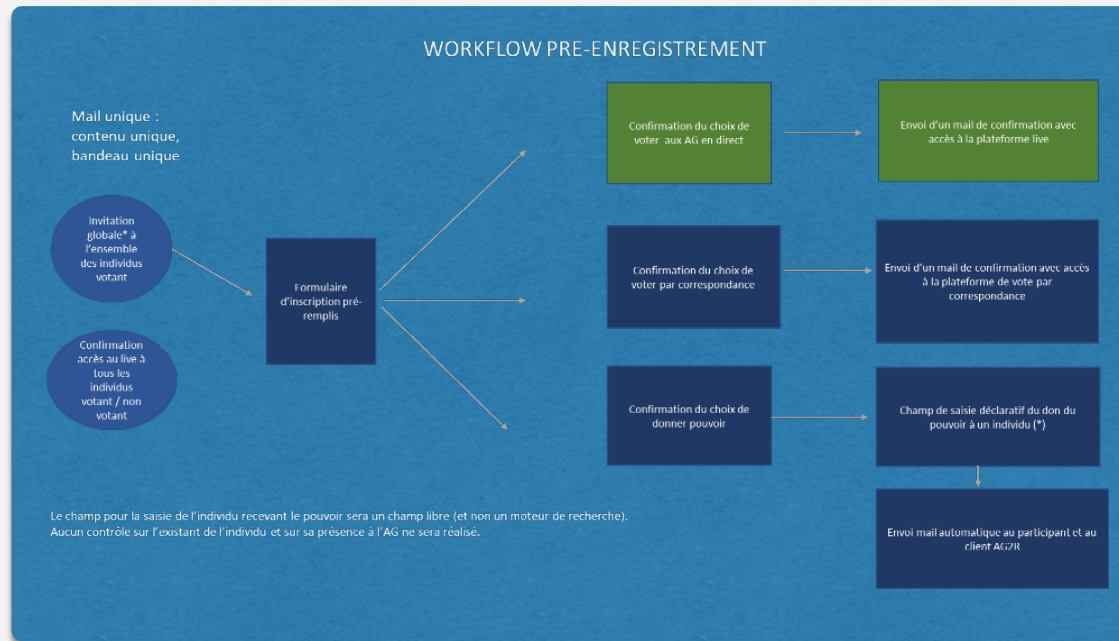 WORKFLOW PRE-ENREGISTREMENT
Mail unique :
contenu unique,
bandeau unique
Invitation
globale* à
l'ensemble
des individus
votant
Confirmation
accès au live à
tous les
individus
votant / non
votant
Formulaire
d'inscription pré-
remplis
Confirmation du choix de
voter aux AG en direct
Envoi d'un mail de confirmation avec
accès à la plateforme live
Confirmation du choix de
voter par correspondance
Envoi d'un mail de confirmation avec accès
à la plateforme de vote par
correspondance
Confirmation du choix de
donner pouvoir
Champ de saisie déclaratif du don du
pouvoir à un individu (*)
Envoi mail automatique au participant et au
client AG2R
Le champ pour la saisie de l'individu recevant le pouvoir sera un champ libre (et non un moteur de recherche).
Aucun contrôle sur l'existant de l'individu et sur sa présence à l'AG ne sera réalisé.